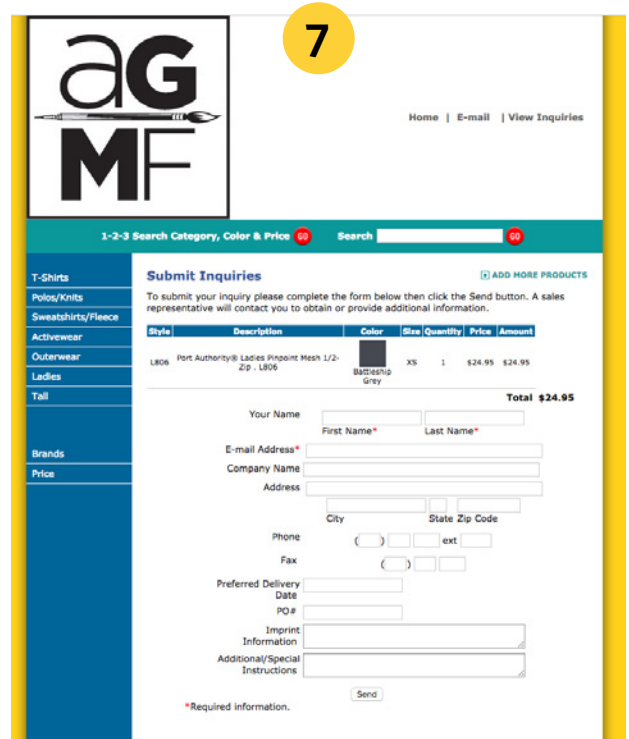 7
aG
MF
Home | E-mail | View Inquiries
1-2-3 Search Category, Color & Price GO Search GO
T-Shirts
Polos/Knits
Sweatshirts/Fleece
Activewear
Outerwear
Ladies
Tall
Brands
Price
Submit Inquiries
ADD MORE PRODUCTS
To submit your inquiry please complete the form below then click the Send button. A sales
representative will contact you to obtain or provide additional information.
Style Description Color Size Quantity Price Amount
L806 Port Authority® Ladies Pinpoint Mesh 1/2-
Zip . L806
Battleship
Grey
XS 1 $24.95 $24.95
Total $24.95
Your Name
First Name* Last Name*
E-mail Address*
Company Name
Address
City State Zip Code
Phone ( ) ext
Fax ( )
Preferred Delivery
Date
PO#
Imprint
Information
Additional/Special
Instructions
Send
*Required information.